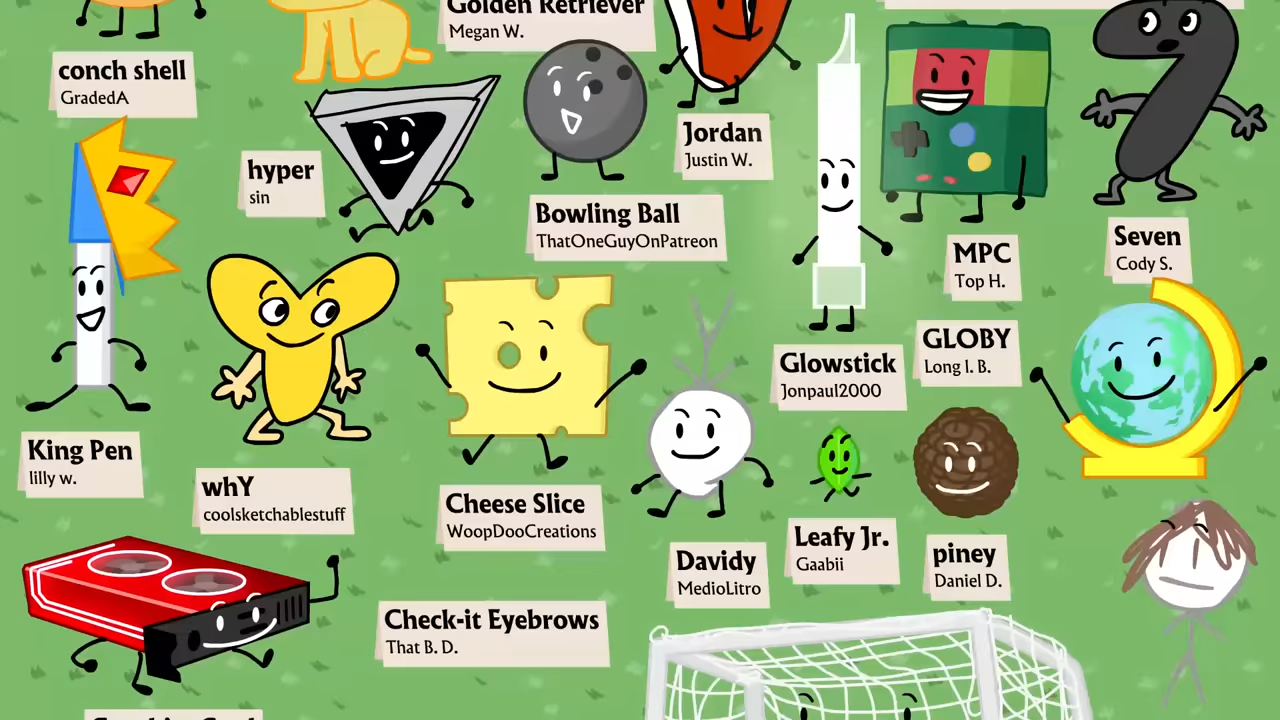 Golden Retriever
Megan W.
conch shell
GradedA
Jordan
Justin W.
hyper
sin
Bowling Ball
ThatOneGuyOnPatreon
MPC
Top H.
Seven
Cody S.
GLOBY
Long I. B.
Glowstick
Jonpaul2000
King Pen
lilly w.
whY
coolsketchablestuff
Cheese Slice
WoopDooCreations
Leafy Jr.
Gaabii
piney
Daniel D.
Davidy
MedioLitro
Check-it Eyebrows
That B. D.